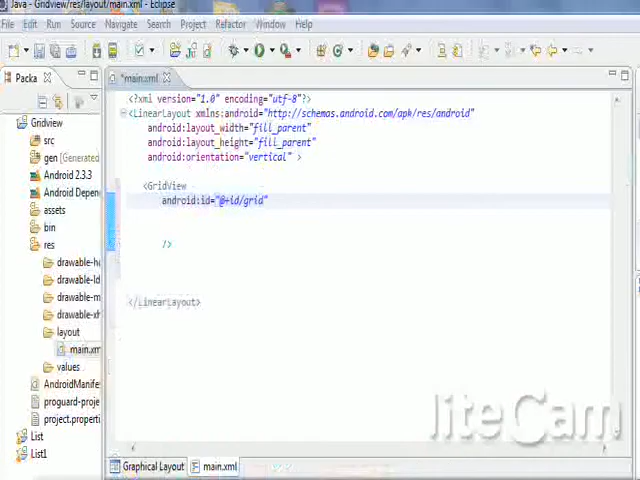 Java - Gridview/res/layout/main.xml - Eclipse
File Edit Run Source Navigate Search Project Refactor Window Help
Packa
*main.xml
<?xml version="1.0" encoding="utf-8"?>
<LinearLayout xmlns:android="http://schemas.android.com/apk/res/android"
android:layout_width="fill_parent"
android:layout_height="fill_parent"
android:orientation="vertical" >
<GridView
android:id="@+id/grid"
/>
</LinearLayout>
Gridview
src
gen [Generated
Android 2.3.3
Android Depen
assets
bin
res
drawable-h
drawable-ld
drawable-m
drawable-xh
layout
main.xm
values
AndroidManife
proguard-proje
project.properti
List
List1
Graphical Layout
main.xml
liteCam